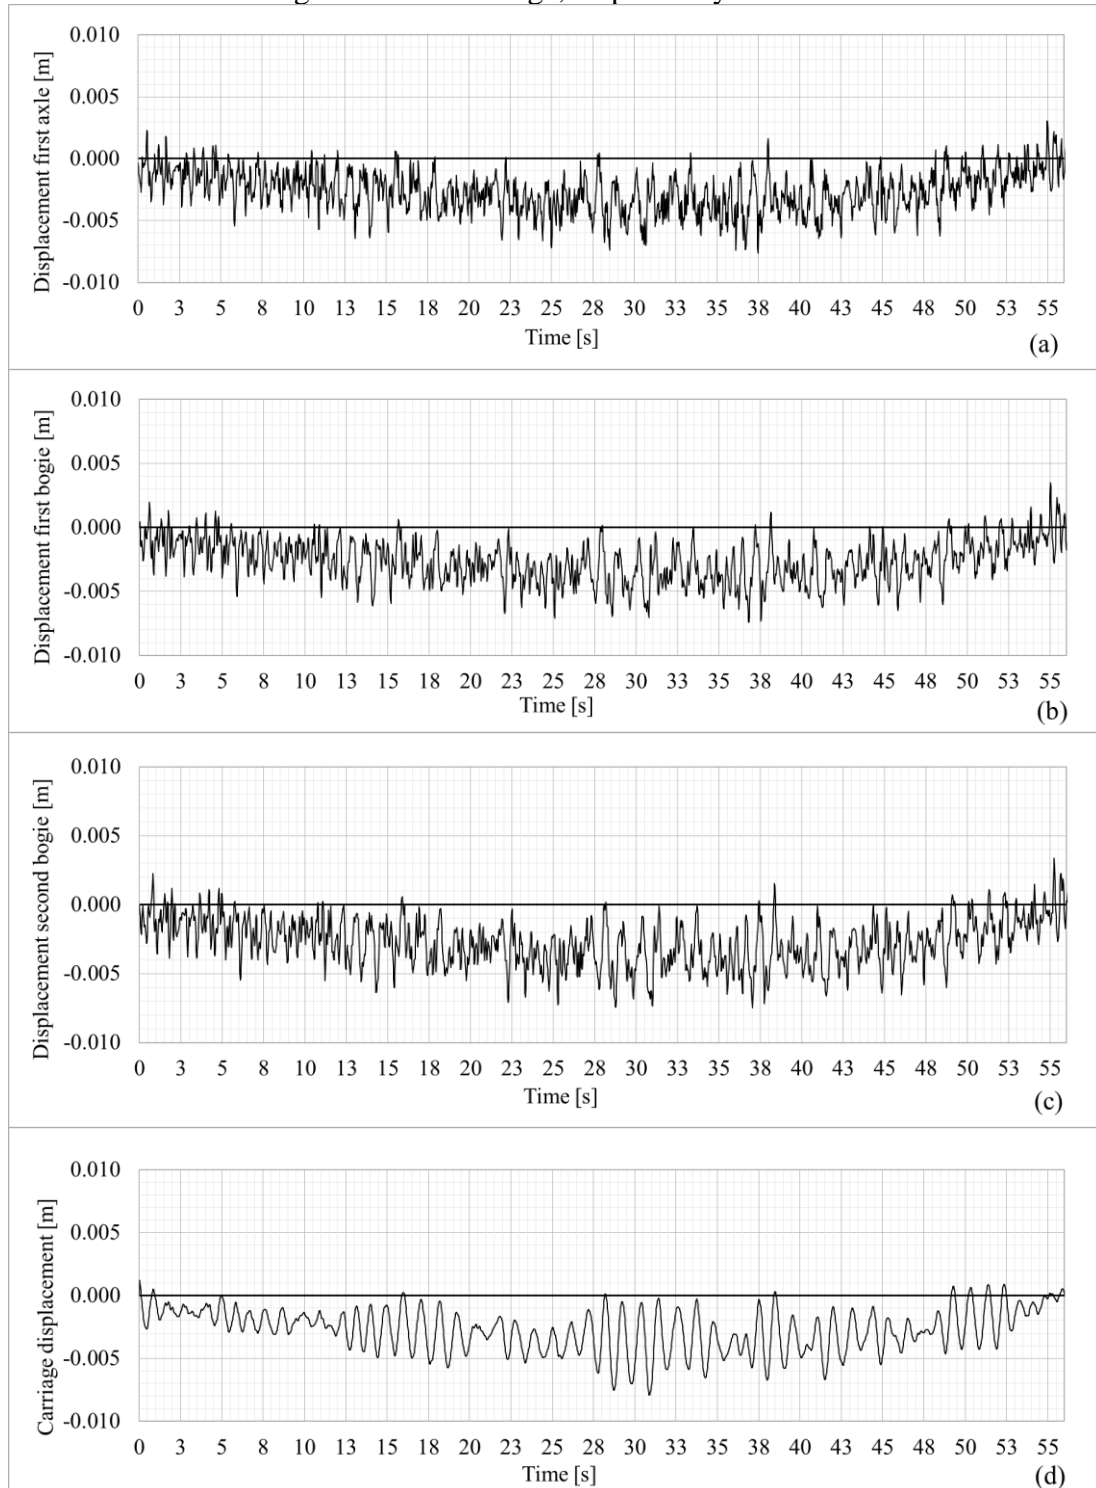 Displacement first axle [m]
0.010
0.005
0.000
-0.005
-0.010
0 3 5 8 10 13 15 18 20 23 25 28 30 33 35 38 40 43 45 48 50 53 55
Time [s]
(a)
Displacement first bogie [m]
0.010
0.005
0.000
-0.005
-0.010
0 3 5 8 10 13 15 18 20 23 25 28 30 33 35 38 40 43 45 48 50 53 55
Time [s]
(b)
Displacement second bogie [m]
0.010
0.005
0.000
-0.005
-0.010
0 3 5 8 10 13 15 18 20 23 25 28 30 33 35 38 40 43 45 48 50 53 55
Time [s]
(c)
Carriage displacement [m]
0.010
0.005
0.000
-0.005
-0.010
0 3 5 8 10 13 15 18 20 23 25 28 30 33 35 38 40 43 45 48 50 53 55
Time [s]
(d)